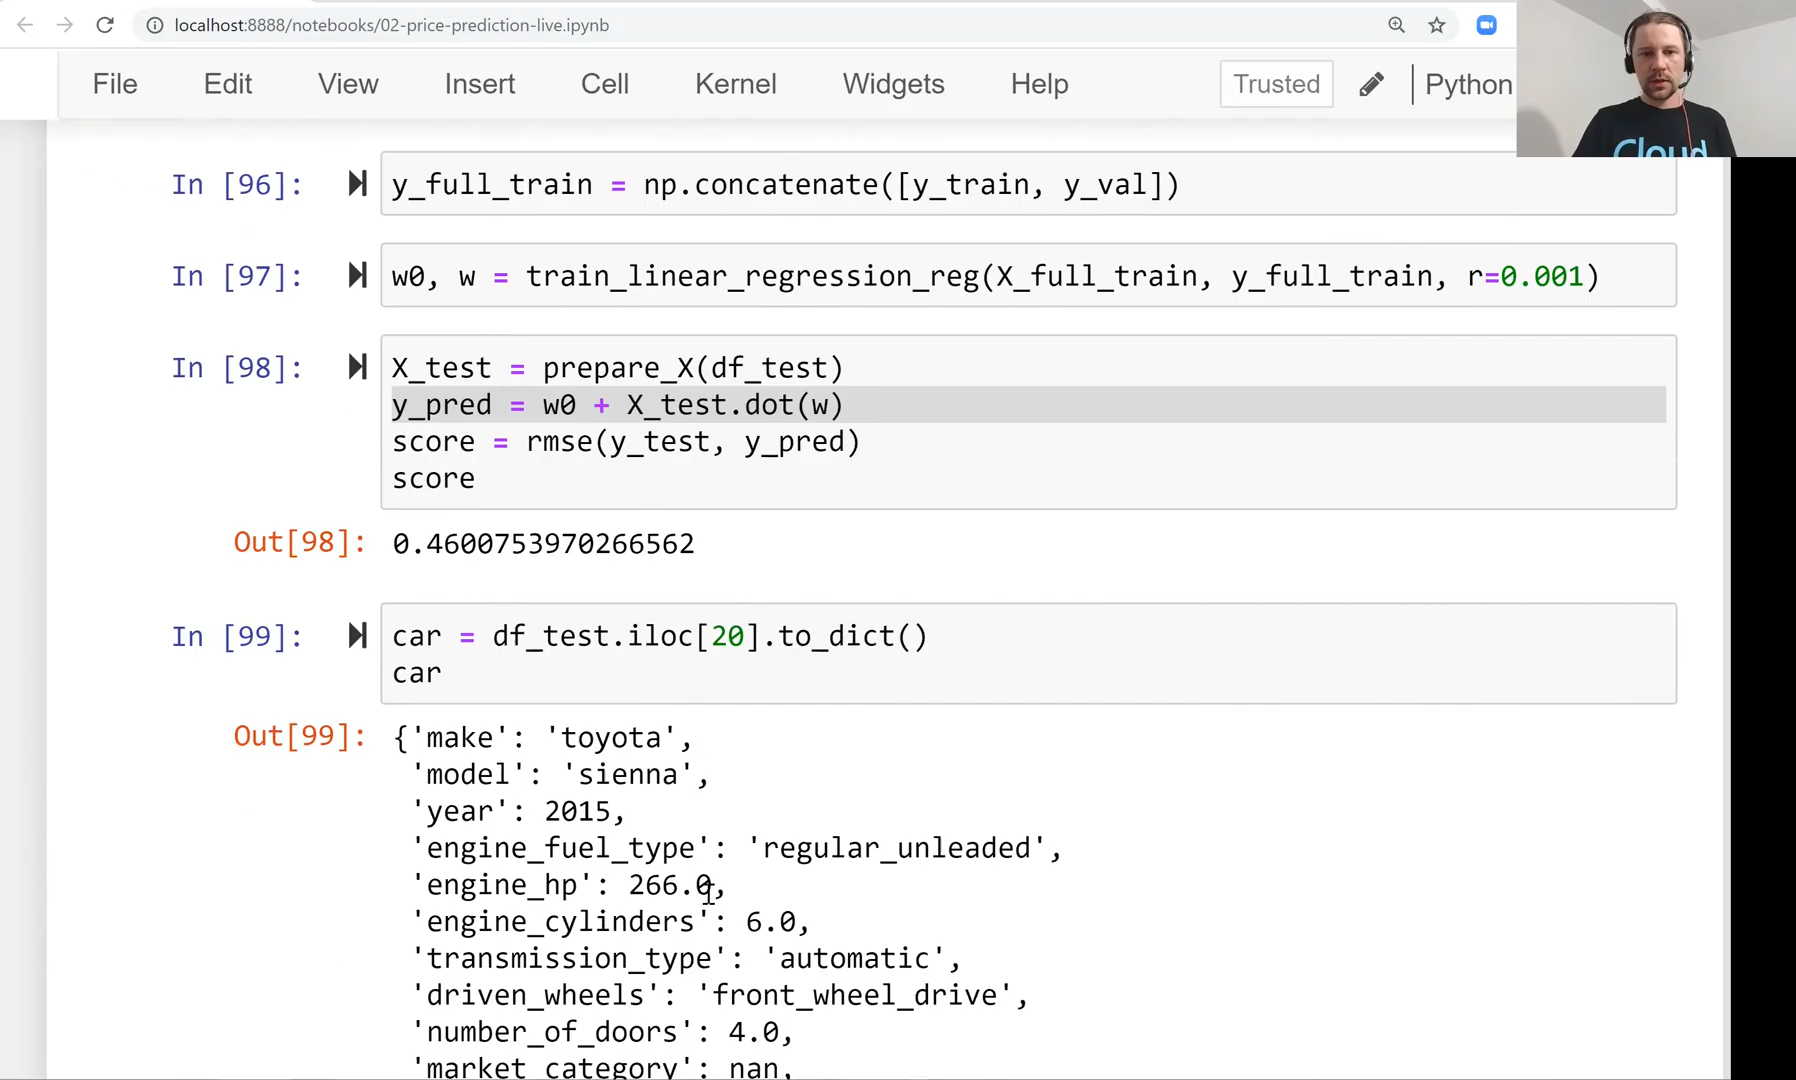 localhost:8888/notebooks/02-price-prediction-live.ipynb
File Edit View Insert Cell Kernel Widgets Help Trusted Python
Cloud
In [96]: y_full_train = np.concatenate([y_train, y_val])
In [97]: w0, w = train_linear_regression_reg(X_full_train, y_full_train, r=0.001)
In [98]: X_test = prepare_X(df_test)
y_pred = w0 + X_test.dot(w)
score = rmse(y_test, y_pred)
score
Out[98]: 0.4600753970266562
In [99]: car = df_test.iloc[20].to_dict()
car
Out[99]: {'make': 'toyota',
'model': 'sienna',
'year': 2015,
'engine_fuel_type': 'regular_unleaded',
'engine_hp': 266.0,
'engine_cylinders': 6.0,
'transmission_type': 'automatic',
'driven_wheels': 'front_wheel_drive',
'number_of_doors': 4.0,
'market_category': nan,